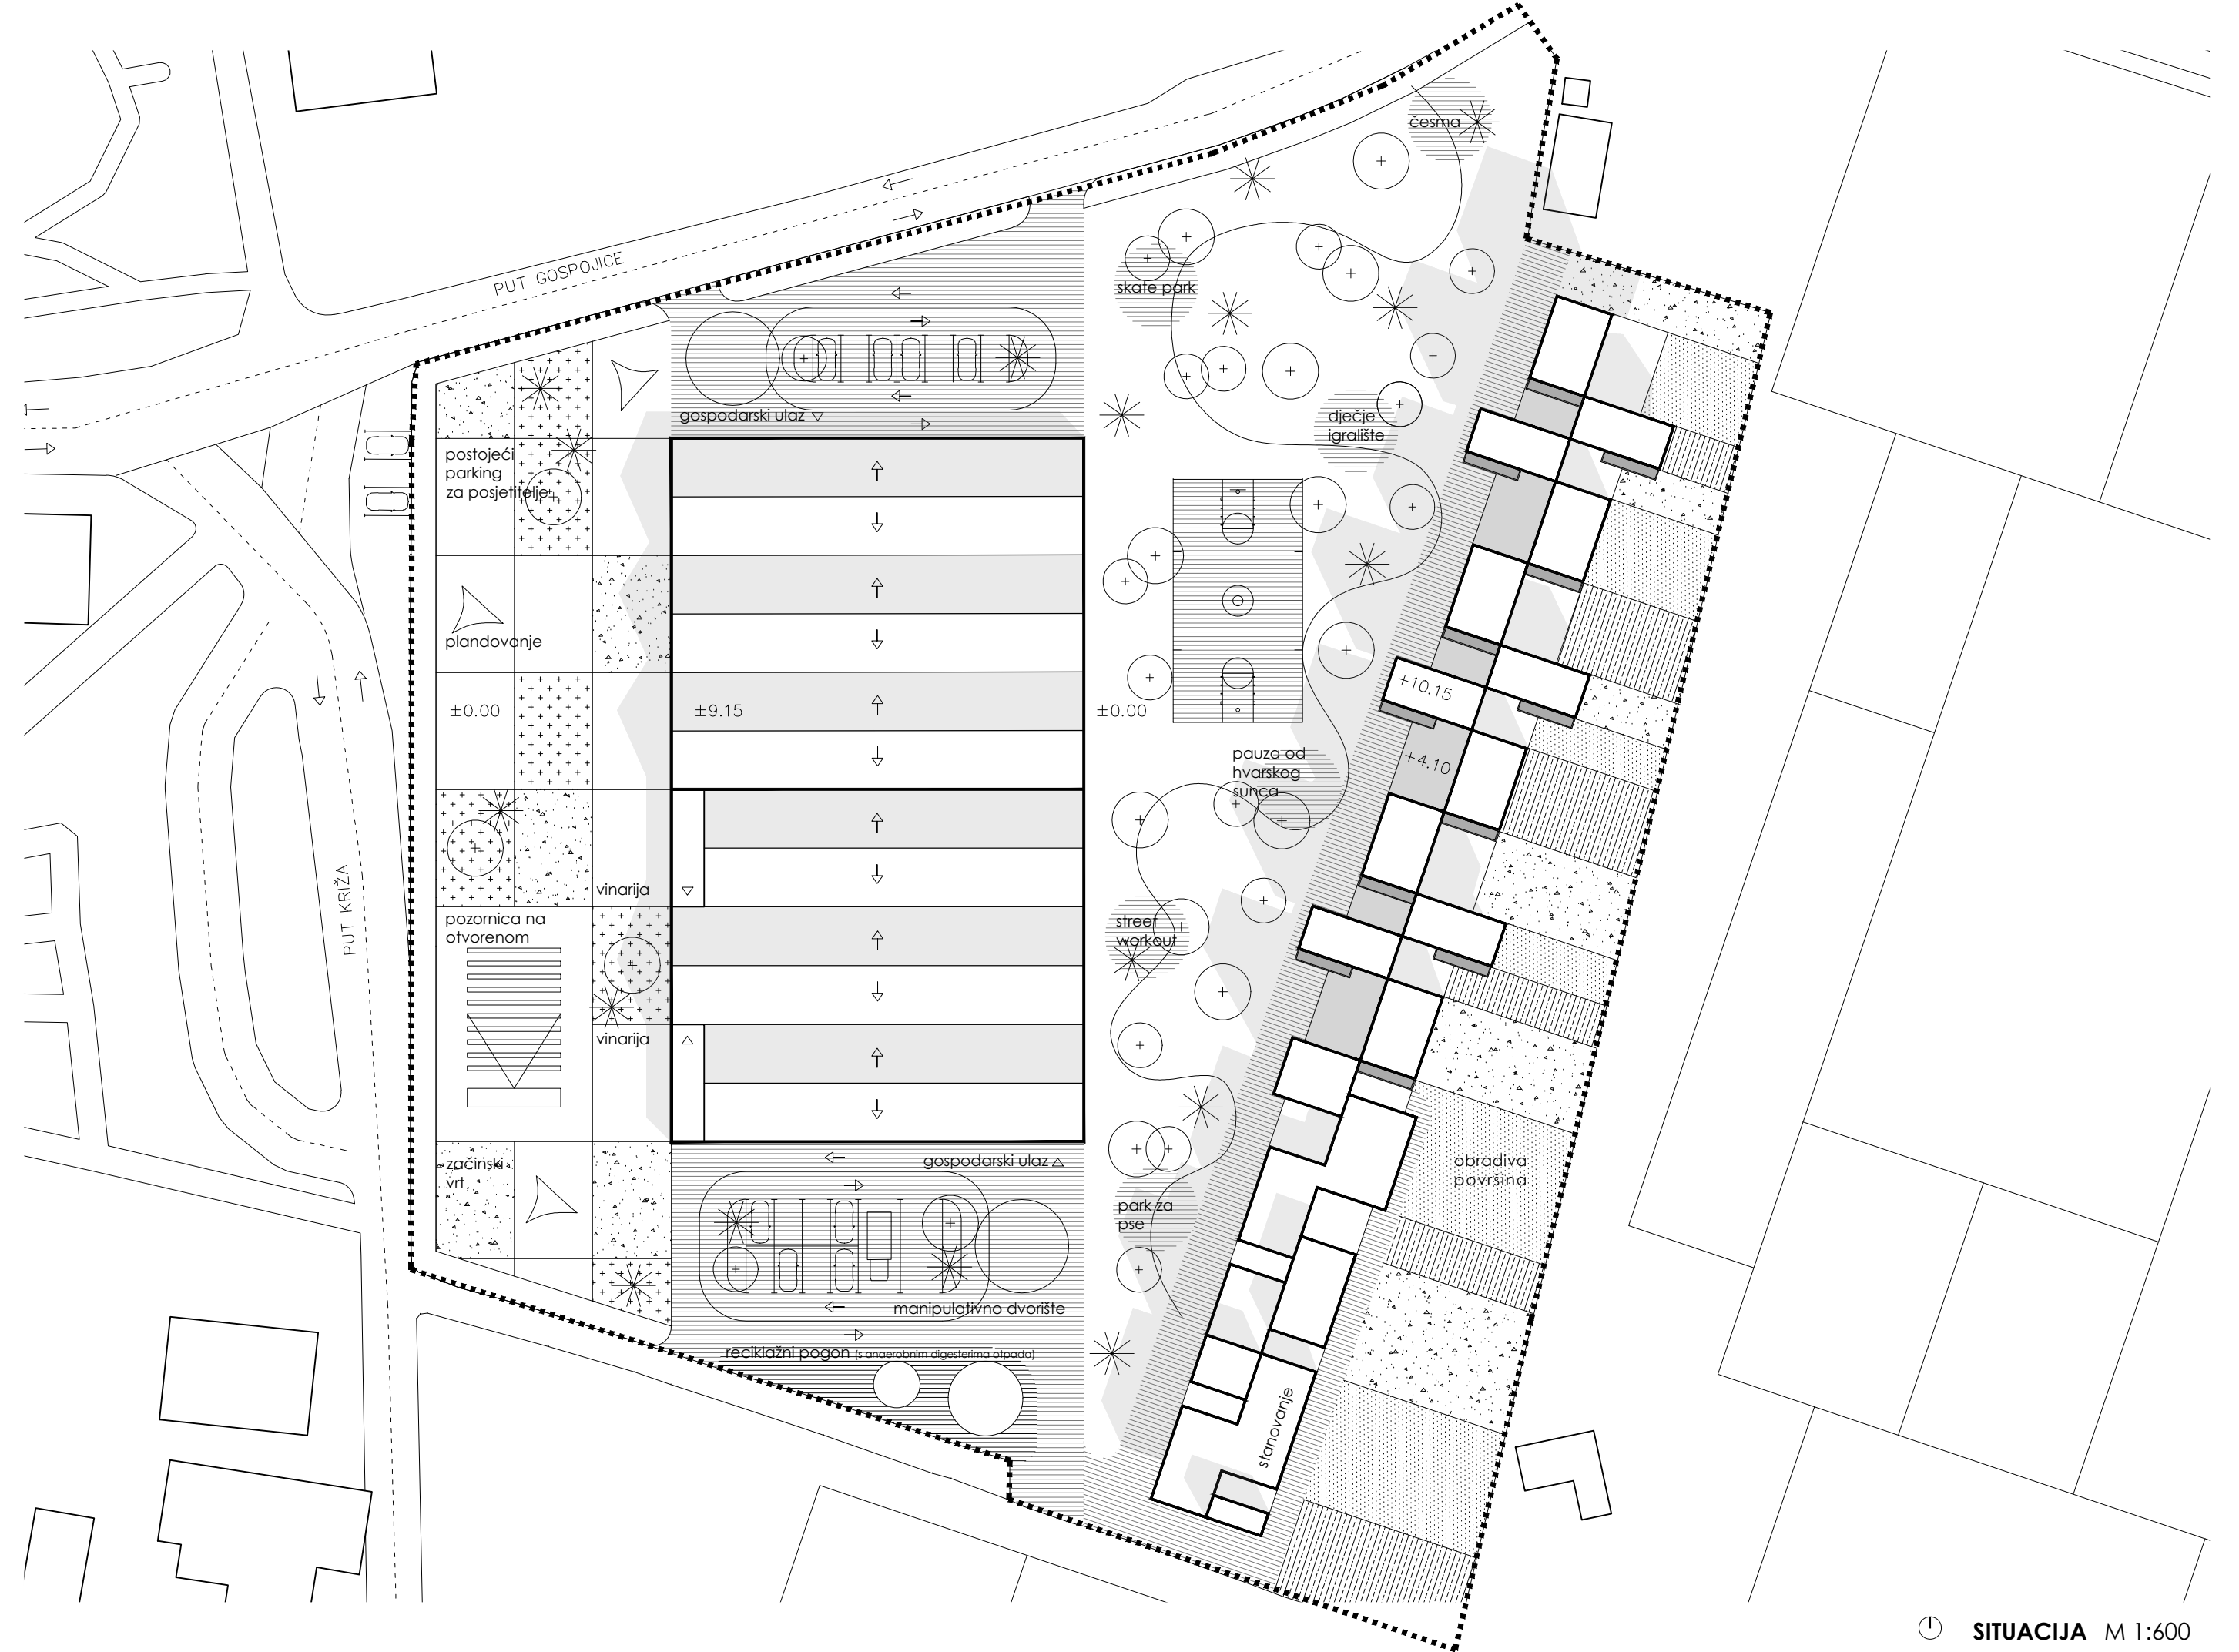 česma
PUT GOSPOJICE
skate park
gospodarski ulaz
dječje
igralište
postojeći
parking
za posjetitelje
plandovanje
±0.00
±9.15
±0.00
+10.15
+4.10
pauza od
hvarskog
sunca
PUT KRIŽA
vinarija
pozornica na
otvorenom
street
workout
vinarija
začinski
vrt
gospodarski ulaz
obradiva
površina
park za
pse
manipulativno dvorište
reciklažni pogon (s anaerobnim digesterima otpada)
stanovanje
SITUACIJA M 1:600